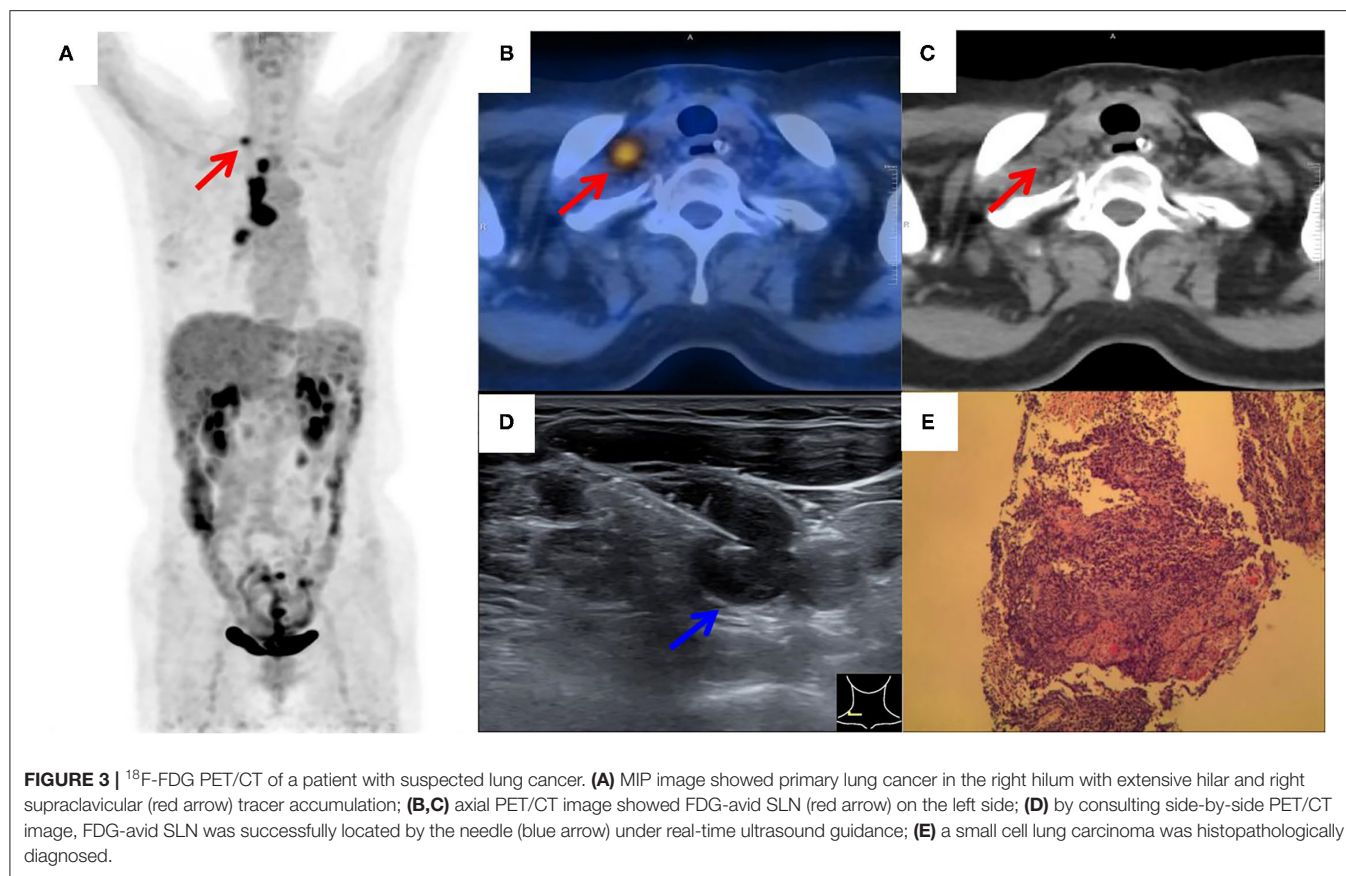 A
B
C
A
A
R
R
D
E
FIGURE 3 | 18F-FDG PET/CT of a patient with suspected lung cancer. (A) MIP image showed primary lung cancer in the right hilum with extensive hilar and right
supraclavicular (red arrow) tracer accumulation; (B,C) axial PET/CT image showed FDG-avid SLN (red arrow) on the left side; (D) by consulting side-by-side PET/CT
image, FDG-avid SLN was successfully located by the needle (blue arrow) under real-time ultrasound guidance; (E) a small cell lung carcinoma was histopathologically
diagnosed.